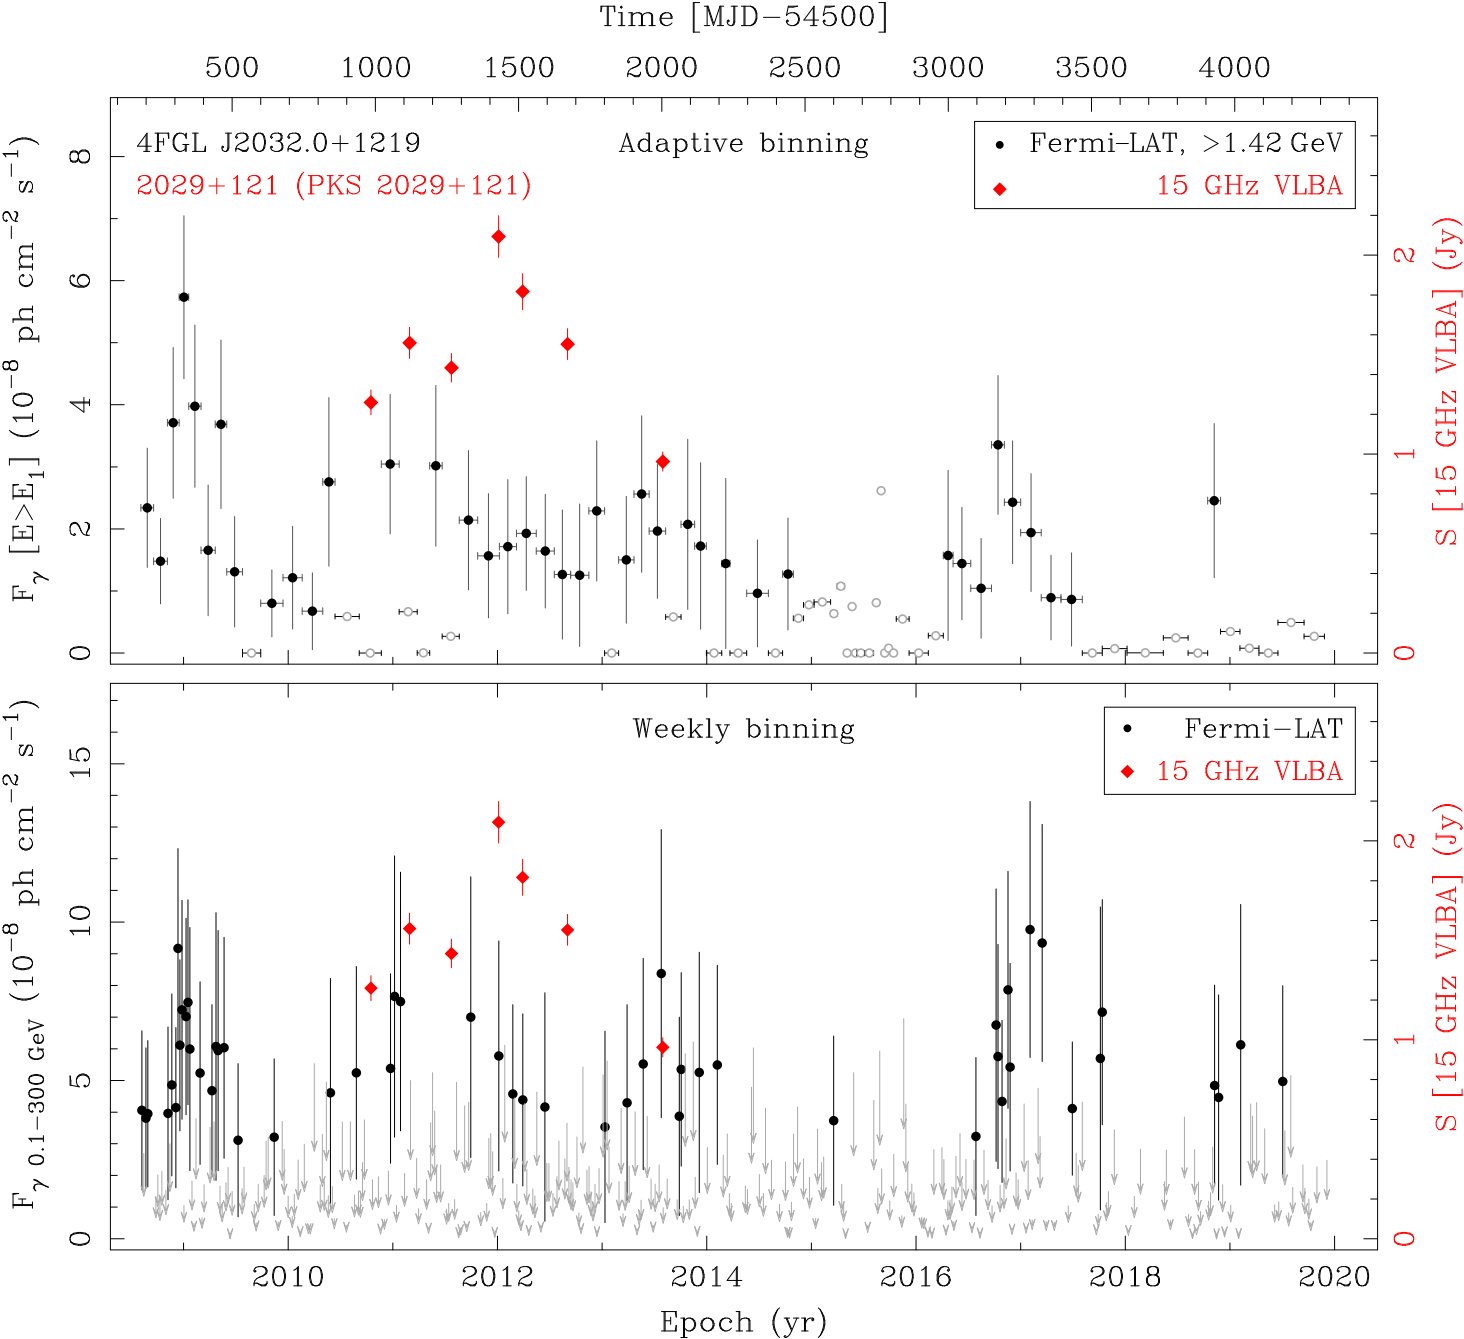 Time [MJD−54500]
500 1000 1500 2000 2500 3000 3500 4000
4FGL J2032.0+1219
2029+121 (PKS 2029+121)
Adaptive binning
Fermi−LAT, >1.42 GeV
15 GHz VLBA
F_γ [E>E_1] (10^−8 ph cm^−2 s^−1)
8
6
4
2
0
S [15 GHz VLBA] (Jy)
2
1
0
Weekly binning
Fermi−LAT
15 GHz VLBA
F_γ 0.1−300 GeV (10^−8 ph cm^−2 s^−1)
15
10
5
0
S [15 GHz VLBA] (Jy)
2
1
0
2010 2012 2014 2016 2018 2020
Epoch (yr)